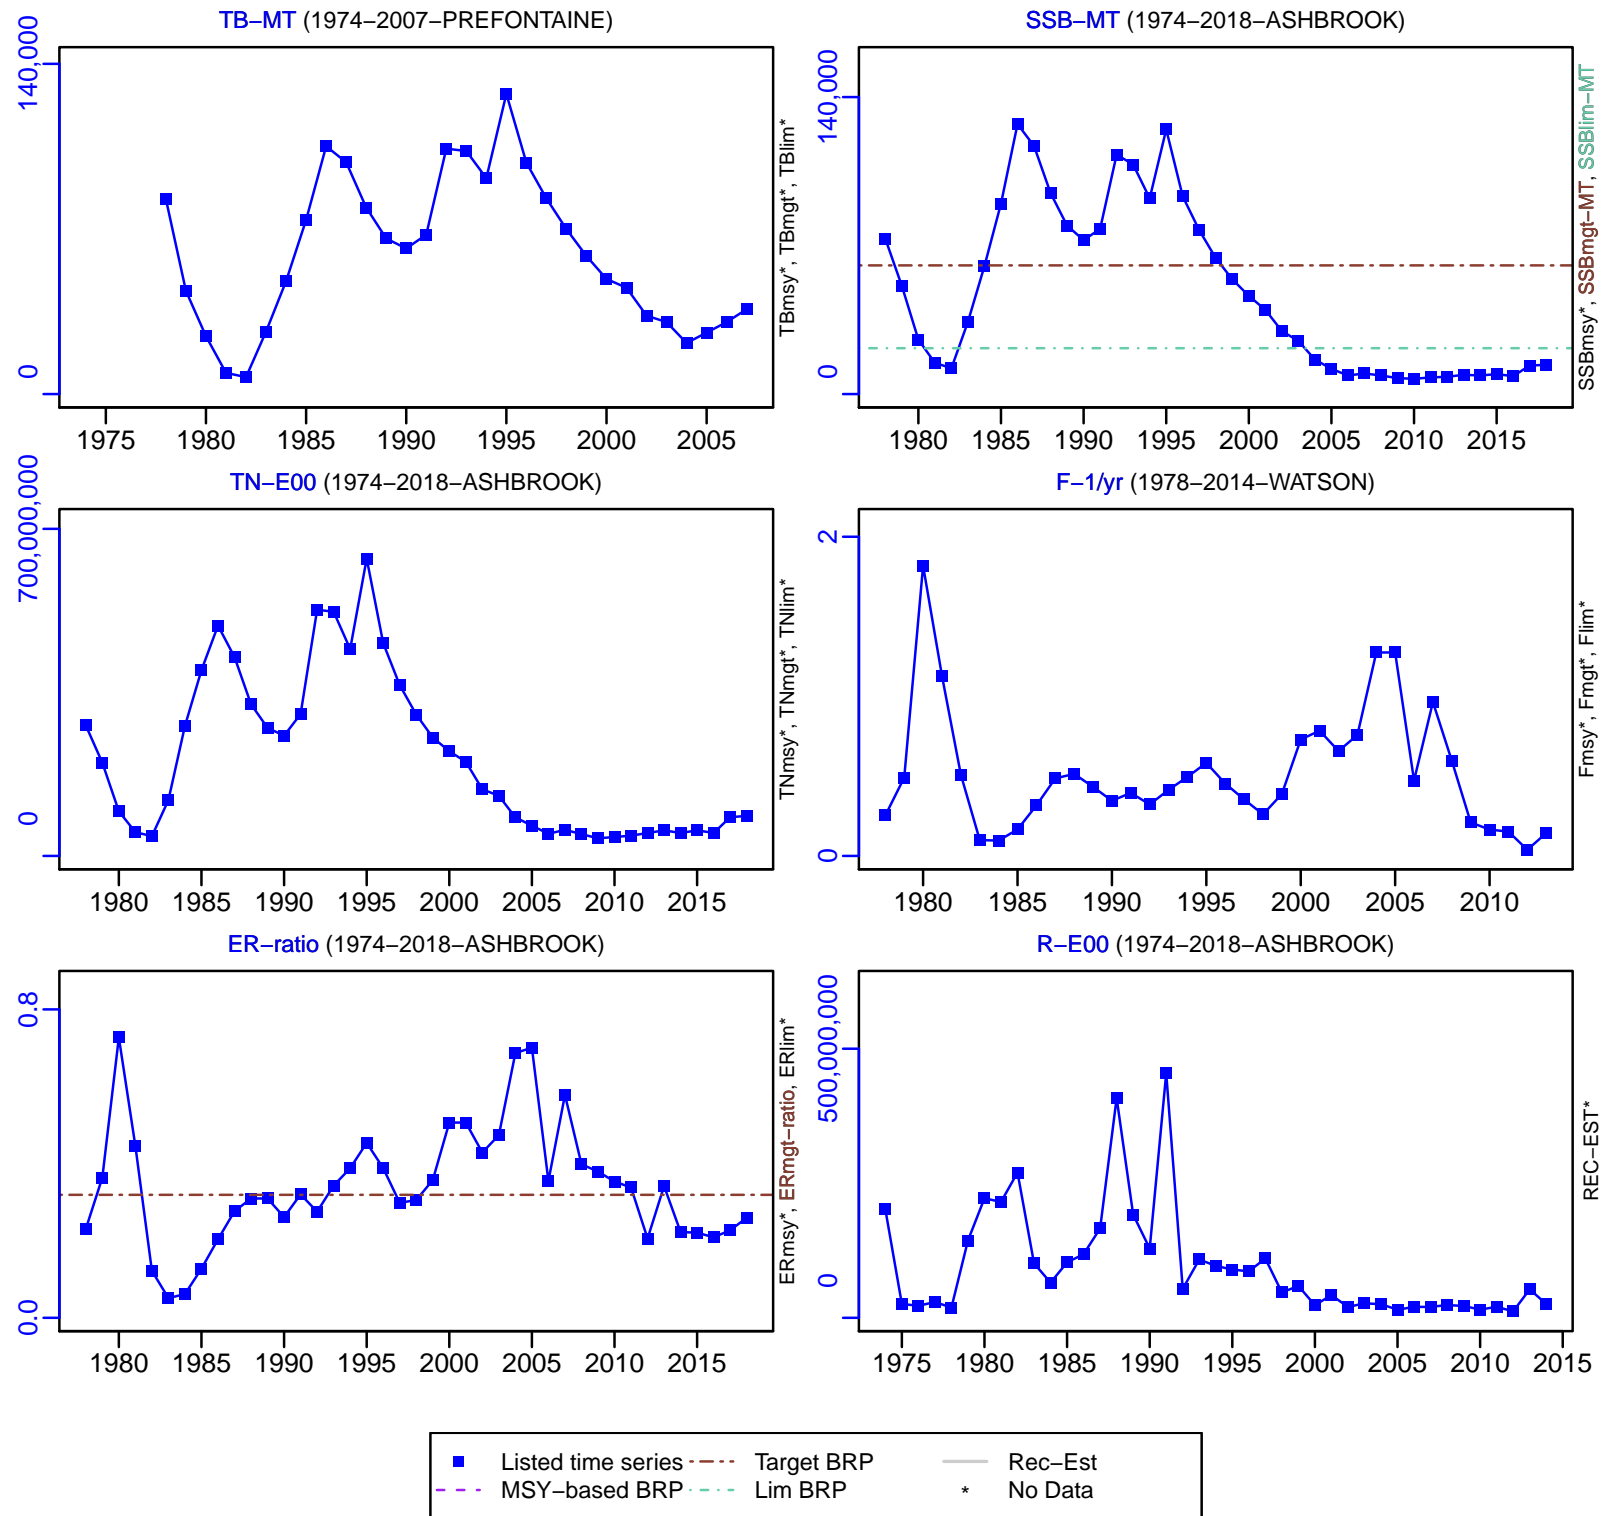 TB−MT (1974−2007−PREFONTAINE)
140,000
0
1975 1980 1985 1990 1995 2000 2005
TBmsy*, TBmgt*, TBlim*
SSB−MT (1974−2018−ASHBROOK)
140,000
0
1980 1985 1990 1995 2000 2005 2010 2015
SSBmsy*, SSBmgt−MT, SSBlim−MT
TN−E00 (1974−2018−ASHBROOK)
700,000,000
0
1980 1985 1990 1995 2000 2005 2010 2015
TNmsy*, TNmgt*, TNlim*
F−1/yr (1978−2014−WATSON)
2
0
1980 1985 1990 1995 2000 2005 2010
Fmsy*, Fmgt*, Flim*
ER−ratio (1974−2018−ASHBROOK)
0.8
0.0
1980 1985 1990 1995 2000 2005 2010 2015
ERmsy*, ERmgt−ratio, ERlim*
R−E00 (1974−2018−ASHBROOK)
500,000,000
0
1975 1980 1985 1990 1995 2000 2005 2010 2015
REC−EST*
Listed time series Target BRP Rec−Est
MSY−based BRP Lim BRP * No Data